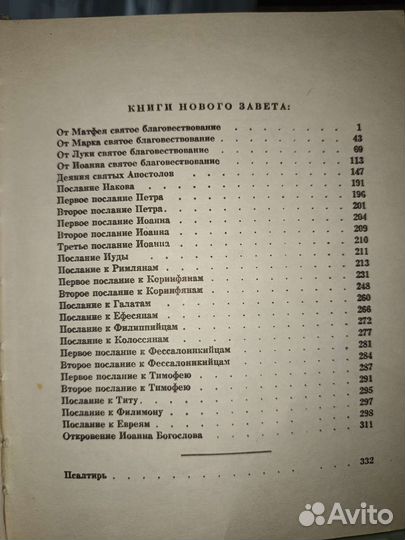 КНИГИ НОВОГО ЗАВЕТА:
От Матфея святое благовествование 1
От Марка святое благовествование 43
От Луки святое благовествование 69
От Иоанна святое благовествование 113
Деяния святых Апостолов 147
Послание Иакова 191
Первое послание Петра 196
Второе послание Петра 201
Первое послание Иоанна 204
Второе послание Иоанна 209
Третье послание Иоанна 210
Послание Иуды 211
Послание к Римлянам 213
Первое послание к Коринфянам 231
Второе послание к Коринфянам 248
Послание к Галатам 260
Послание к Ефесянам 266
Послание к Филиппийцам 272
Послание к Колоссянам 277
Первое послание к Фессалоникийцам 281
Второе послание к Фессалоникийцам 284
Первое послание к Тимофею 287
Второе послание к Тимофею 291
Послание к Титу 295
Послание к Филимону 297
Послание к Евреям 298
Откровение Иоанна Богослова 311
Псалтирь 332
Avito